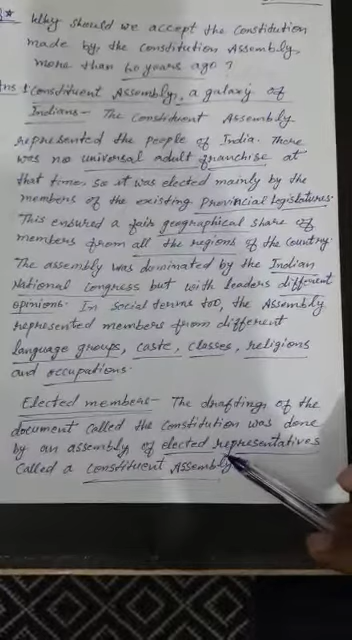 Why should we accept the Constitution
made by the Constitution Assembly,
more than 60 years ago ?
Ans 1 Constituent Assembly, a galaxy of
Indians - The Constituent Assembly
represented the people of India. There
was no universal adult franchise at
that time, so it was elected mainly by the
members of the existing Provincial legislatures.
This ensured a fair geographical share of
members from all the regions of the country.
The assembly was dominated by the Indian
National Congress but with leaders different
opinions. In social terms too, the Assembly
represented members from different
language groups, caste, classes, religions
and occupations.
Elected members - The drafting of the
document called the Constitution was done
by an assembly of elected representatives
called a Constituent Assembly